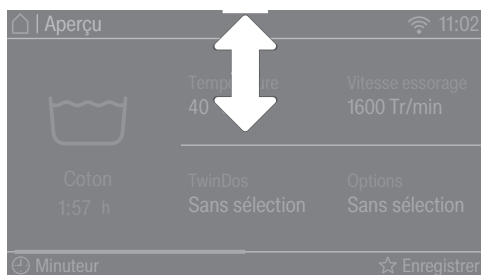 | Aperçu 11:02
Température Vitesse essorage
40 1600 Tr/min
Coton TwinDos Options
1:57 h Sans sélection Sans sélection
Minuteur Enregistrer